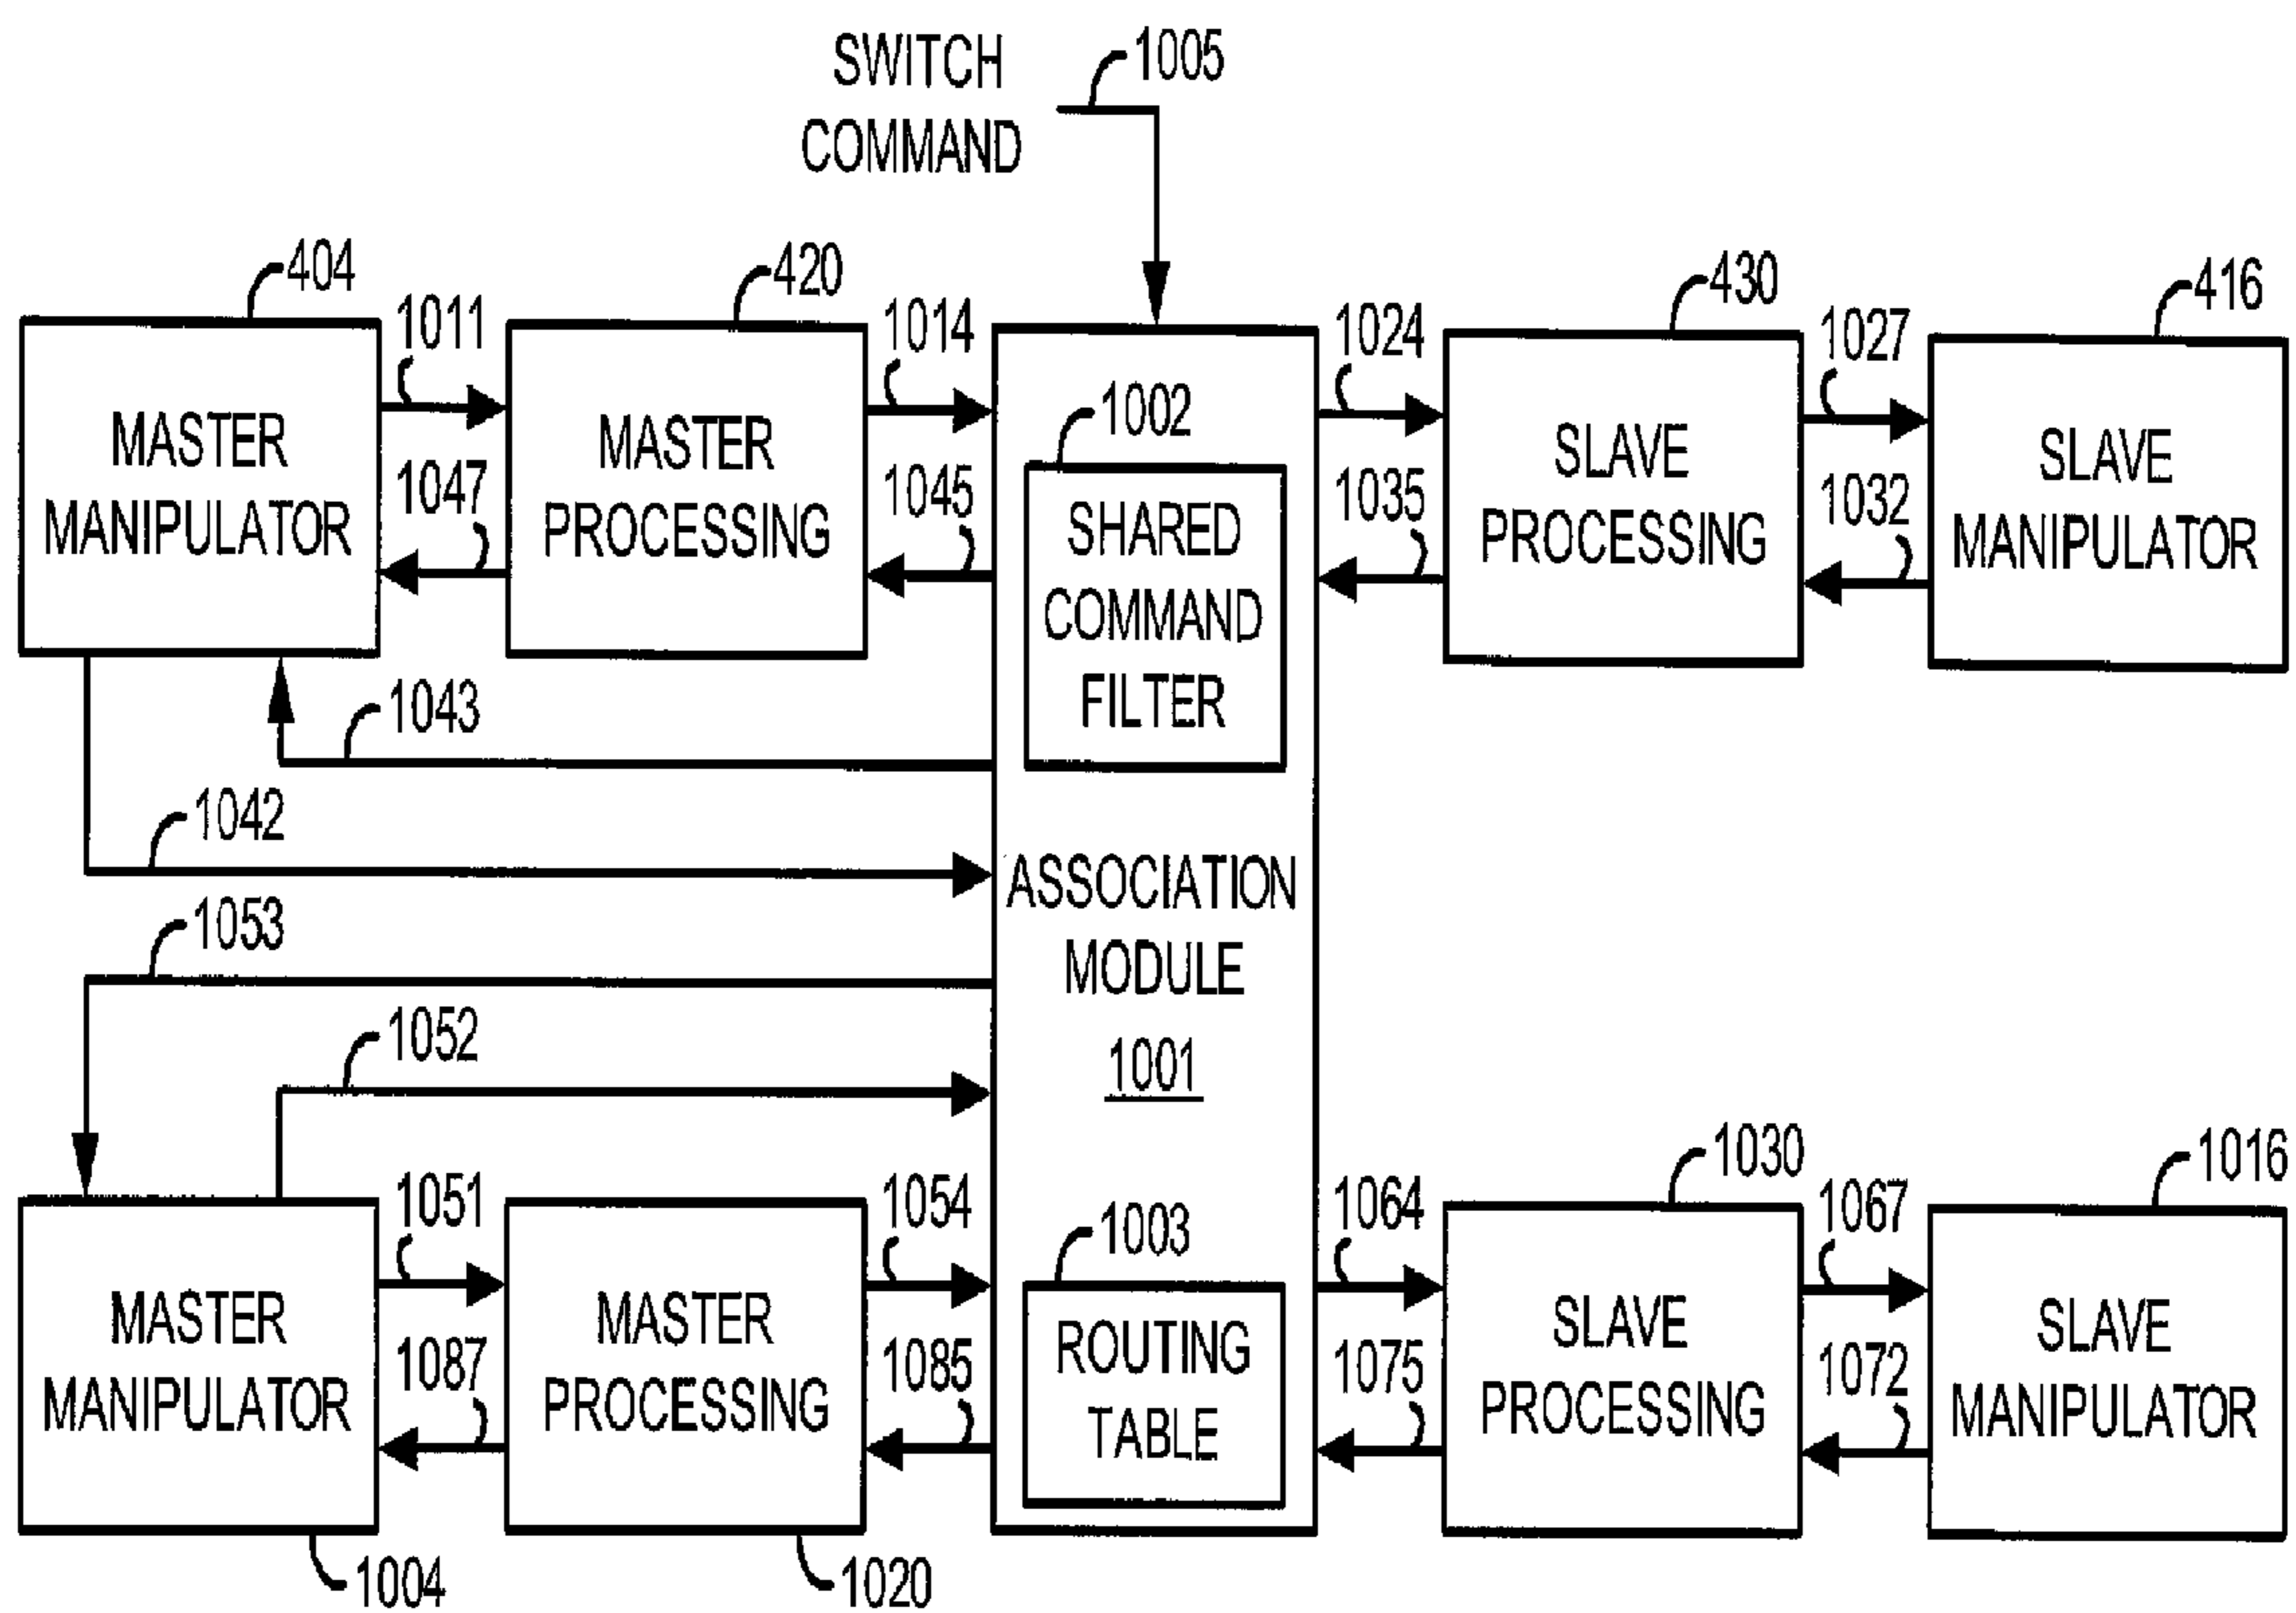 SWITCH
COMMAND
1005
404
1011
420
1014
1024
430
1027
416
MASTER
MANIPULATOR
1047
MASTER
PROCESSING
1045
1002
SHARED
COMMAND
FILTER
1035
SLAVE
PROCESSING
1032
SLAVE
MANIPULATOR
1043
1042
1053
1052
ASSOCIATION
MODULE
1001
1051
1054
1003
1064
1030
1067
1016
MASTER
MANIPULATOR
1087
MASTER
PROCESSING
1085
ROUTING
TABLE
1075
SLAVE
PROCESSING
1072
SLAVE
MANIPULATOR
1004
1020